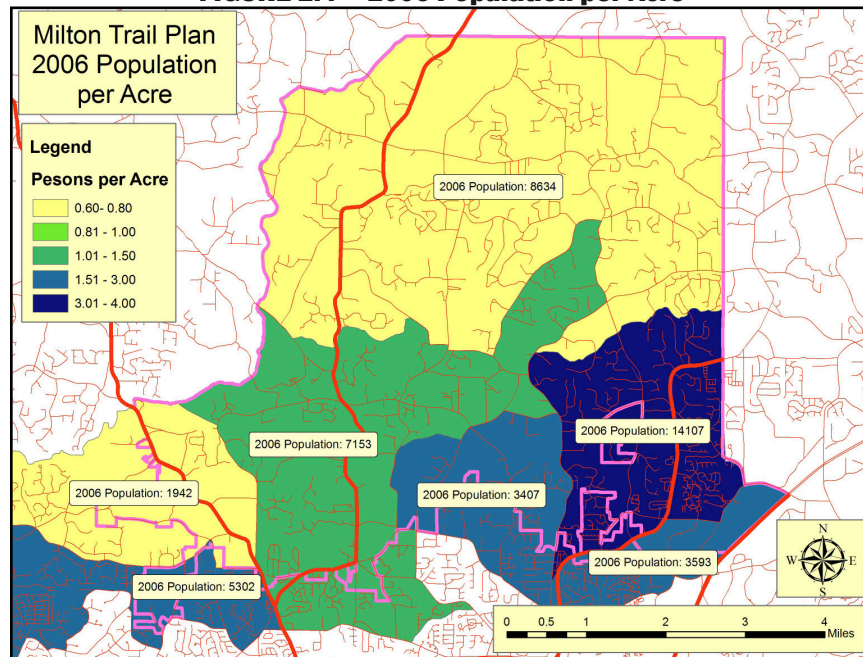 Milton Trail Plan
2006 Population
per Acre
Legend
Pesons per Acre
0.60- 0.80
0.81 - 1.00
1.01 - 1.50
1.51 - 3.00
3.01 - 4.00
2006 Population: 8634
2006 Population: 14107
2006 Population: 7153
2006 Population: 3407
2006 Population: 1942
2006 Population: 3593
2006 Population: 5302
N
W E
S
0 0.5 1 2 3 4
Miles